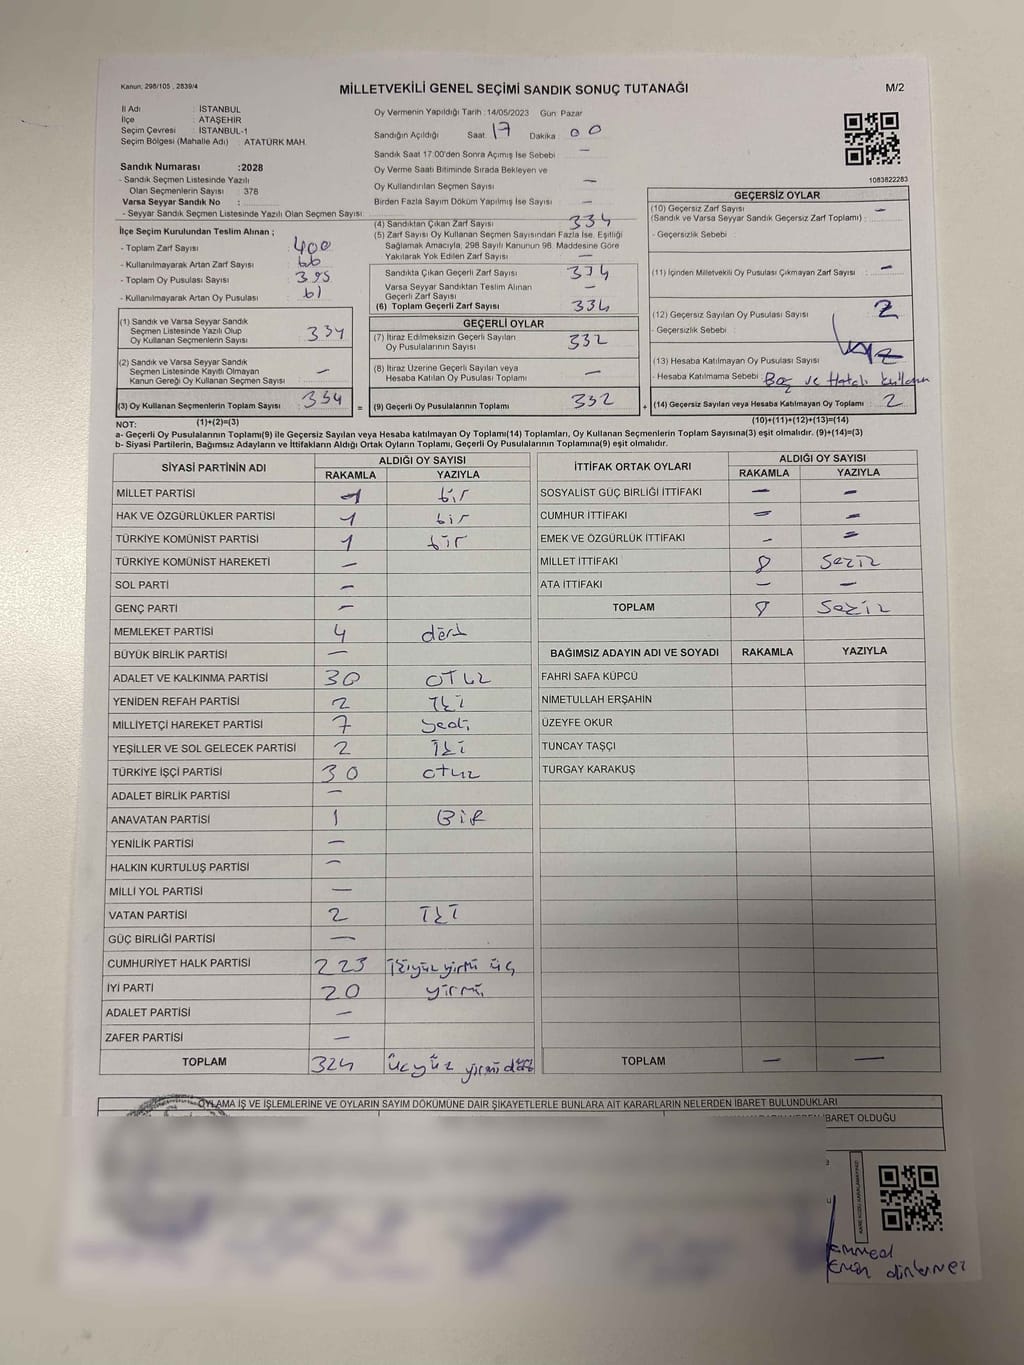 Kanun, 298/105 , 2839/4
MİLLETVEKİLİ GENEL SEÇİMİ SANDIK SONUÇ TUTANAĞI
M/2
İl Adı : İSTANBUL
İlçe : ATAŞEHİR
Seçim Çevresi : İSTANBUL-1
Seçim Bölgesi (Mahalle Adı) : ATATÜRK MAH.
Sandık Numarası :2028
- Sandık Seçmen Listesinde Yazılı
Olan Seçmenlerin Sayısı : 378
Varsa Seyyar Sandık No :
- Seyyar Sandık Seçmen Listesinde Yazılı Olan Seçmen Sayısı :
İlçe Seçim Kurulundan Teslim Alınan ;
- Toplam Zarf Sayısı : 400
- Kullanılmayarak Artan Zarf Sayısı : 66
- Toplam Oy Pusulası Sayısı : 395
- Kullanılmayarak Artan Oy Pusulası : 61
(1) Sandık ve Varsa Seyyar Sandık
Seçmen Listesinde Yazılı Olup
Oy Kullanan Seçmenlerin Sayısı : 334
(2) Sandık ve Varsa Seyyar Sandık
Seçmen Listesinde Kayıtlı Olmayan
Kanun Gereği Oy Kullanan Seçmen Sayısı : –
(3) Oy Kullanan Seçmenlerin Toplam Sayısı : 334
Oy Vermenin Yapıldığı Tarih :14/05/2023 Gün: Pazar
Sandığın Açıldığı Saat: 17 Dakika : 00
Sandık Saat 17:00'den Sonra Açımış İse Sebebi : –
Oy Verme Saati Bitiminde Sırada Bekleyen ve
Oy Kullandırılan Seçmen Sayısı : –
Birden Fazla Sayım Döküm Yapılmış İse Sayısı : –
(4) Sandıktan Çıkan Zarf Sayısı : 334
(5) Zarf Sayısı Oy Kullanan Seçmen Sayısından Fazla İse, Eşitliği
Sağlamak Amacıyla, 298 Sayılı Kanunun 98. Maddesine Göre
Yakılarak Yok Edilen Zarf Sayısı : –
Sandıkta Çıkan Geçerli Zarf Sayısı : 334
Varsa Seyyar Sandıktan Teslim Alınan
Geçerli Zarf Sayısı : –
(6) Toplam Geçerli Zarf Sayısı : 334
GEÇERLİ OYLAR
(7) İtiraz Edilmeksizin Geçerli Sayılan
Oy Pusulalarının Sayısı : 332
(8) İtiraz Üzerine Geçerli Sayılan veya
Hesaba Katılan Oy Pusulası Toplamı : –
= (9) Geçerli Oy Pusulalarının Toplamı : 332
1083822283
GEÇERSİZ OYLAR
(10) Geçersiz Zarf Sayısı : –
(Sandık ve Varsa Seyyar Sandık Geçersiz Zarf Toplamı) :
- Geçersizlik Sebebi :
(11) İçinden Milletvekili Oy Pusulası Çıkmayan Zarf Sayısı : –
(12) Geçersiz Sayılan Oy Pusulası Sayısı : 2
- Geçersizlik Sebebi :
(13) Hesaba Katılmayan Oy Pusulası Sayısı
- Hesaba Katılmama Sebebi : Boş ve Hatalı
+ (14) Geçersiz Sayılan veya Hesaba Katılmayan Oy Toplamı : 2
NOT: (1)+(2)=(3) (10)+(11)+(12)+(13)=(14)
a- Geçerli Oy Pusulalarının Toplamı(9) ile Geçersiz Sayılan veya Hesaba katılmayan Oy Toplamı(14) Toplamları, Oy Kullanan Seçmenlerin Toplam Sayısına(3) eşit olmalıdır. (9)+(14)=(3)
b- Siyasi Partilerin, Bağımsız Adayların ve İttifakların Aldığı Ortak Oyların Toplamı, Geçerli Oy Pusulalarının Toplamına(9) eşit olmalıdır.
SİYASİ PARTİNİN ADI ALDIĞI OY SAYISI
RAKAMLA YAZIYLA
MİLLET PARTİSİ 1 bir
HAK VE ÖZGÜRLÜKLER PARTİSİ 1 bir
TÜRKİYE KOMÜNİST PARTİSİ 1 bir
TÜRKİYE KOMÜNİST HAREKETİ –
SOL PARTİ –
GENÇ PARTİ –
MEMLEKET PARTİSİ 4 dört
BÜYÜK BİRLİK PARTİSİ –
ADALET VE KALKINMA PARTİSİ 30 OTUZ
YENİDEN REFAH PARTİSİ 2 İKİ
MİLLİYETÇİ HAREKET PARTİSİ 7 yedi
YEŞİLLER VE SOL GELECEK PARTİSİ 2 İKİ
TÜRKİYE İŞÇİ PARTİSİ 30 otuz
ADALET BİRLİK PARTİSİ –
ANAVATAN PARTİSİ 1 BİR
YENİLİK PARTİSİ –
HALKIN KURTULUŞ PARTİSİ –
MİLLİ YOL PARTİSİ –
VATAN PARTİSİ 2 İKİ
GÜÇ BİRLİĞİ PARTİSİ –
CUMHURİYET HALK PARTİSİ 223 ikiyüz yirmi üç
İYİ PARTİ 20 yirmi
ADALET PARTİSİ –
ZAFER PARTİSİ –
TOPLAM 324 üçyüz yirmi dört
İTTİFAK ORTAK OYLARI ALDIĞI OY SAYISI
RAKAMLA YAZIYLA
SOSYALİST GÜÇ BİRLİĞİ İTTİFAKI – –
CUMHUR İTTİFAKI – –
EMEK VE ÖZGÜRLÜK İTTİFAKI – –
MİLLET İTTİFAKI 8 Sekiz
ATA İTTİFAKI – –
TOPLAM 8 Sekiz
BAĞIMSIZ ADAYIN ADI VE SOYADI RAKAMLA YAZIYLA
FAHRİ SAFA KÜPCÜ
NİMETULLAH ERŞAHİN
ÜZEYFE OKUR
TUNCAY TAŞÇI
TURGAY KARAKUŞ
TOPLAM – –
OYLAMA İŞ VE İŞLEMLERİNE VE OYLARIN SAYIM DÖKÜMÜNE DAİR ŞİKAYETLERLE BUNLARA AİT KARARLARIN NELERDEN İBARET BULUNDUKLARI
İBARET OLDUĞU